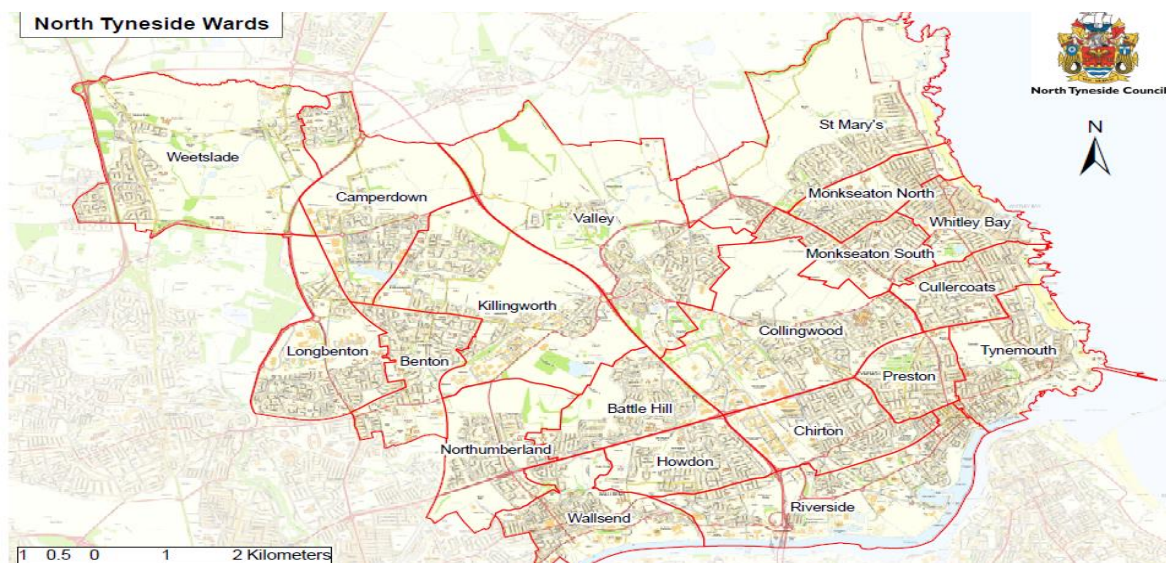 North Tyneside Wards
North Tyneside Council
N
St Mary's
Weetslade
Monkseaton North
Camperdown
Valley
Whitley Bay
Monkseaton South
Cullercoats
Killingworth
Collingwood
Longbenton
Tynemouth
Benton
Preston
Battle Hill
Chirton
Northumberland
Howdon
Riverside
Wallsend
1 0.5 0 1 2 Kilometers